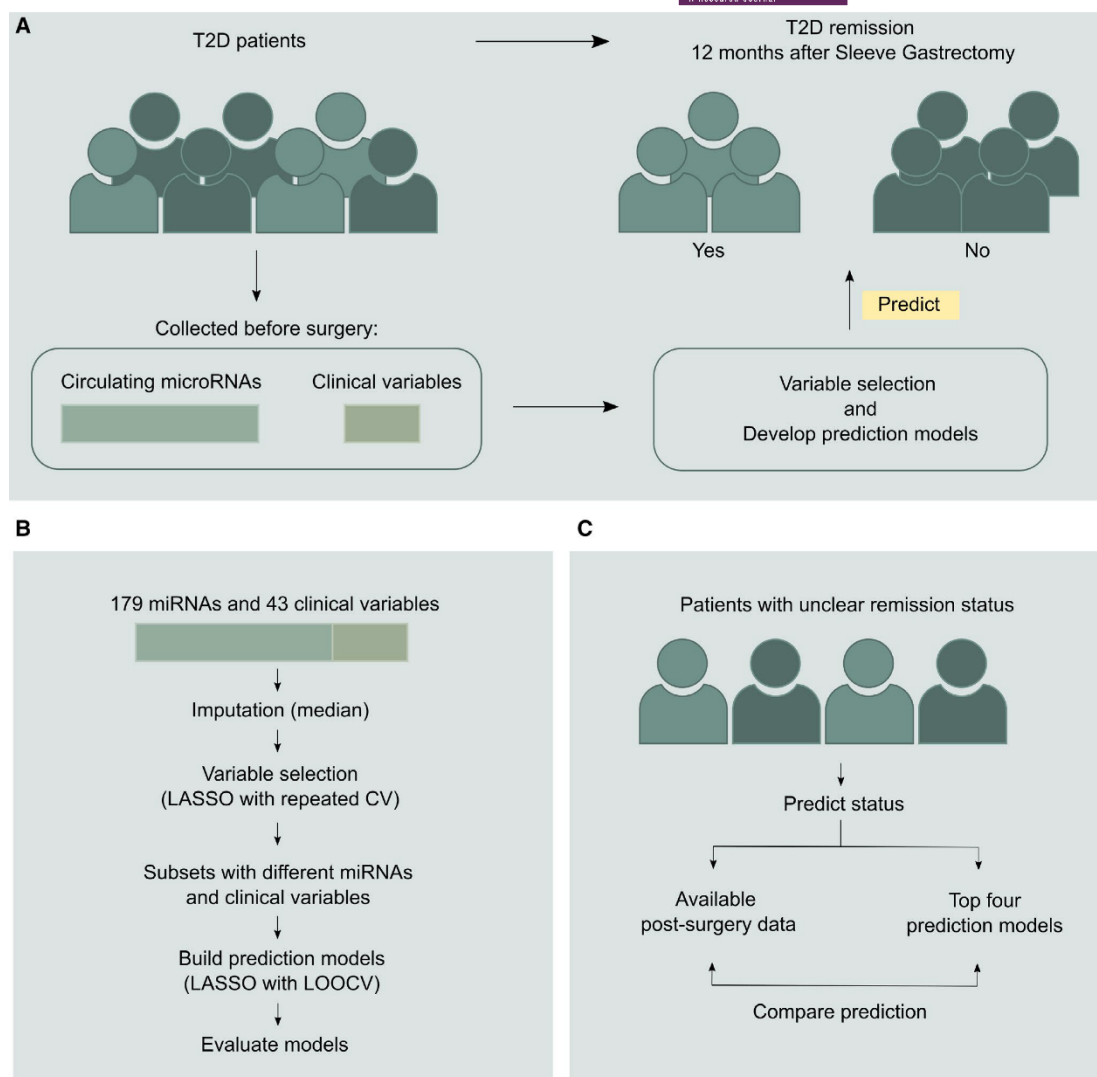 A
T2D patients
T2D remission
12 months after Sleeve Gastrectomy
Yes
No
Predict
Collected before surgery:
Circulating microRNAs
Clinical variables
Variable selection
and
Develop prediction models
B
179 miRNAs and 43 clinical variables
Imputation (median)
Variable selection
(LASSO with repeated CV)
Subsets with different miRNAs
and clinical variables
Build prediction models
(LASSO with LOOCV)
Evaluate models
C
Patients with unclear remission status
Predict status
Available
post-surgery data
Top four
prediction models
Compare prediction